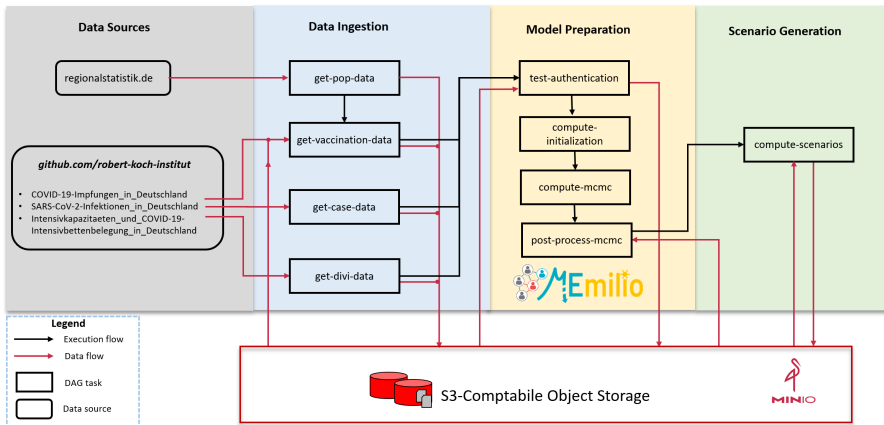 Data Sources
Data Ingestion
Model Preparation
Scenario Generation
regionalstatistik.de
get-pop-data
test-authentication
get-vaccination-data
compute-
initialization
compute-scenarios
github.com/robert-koch-institut
• COVID-19-Impfungen_in_Deutschland
• SARS-CoV-2-Infektionen_in_Deutschland
• Intensivkapazitaeten_und_COVID-19-
Intensivbettenbelegung_in_Deutschland
get-case-data
compute-mcmc
post-process-mcmc
get-divi-data
MEmilio
Legend
Execution flow
Data flow
DAG task
Data source
S3-Comptabile Object Storage
MINIO